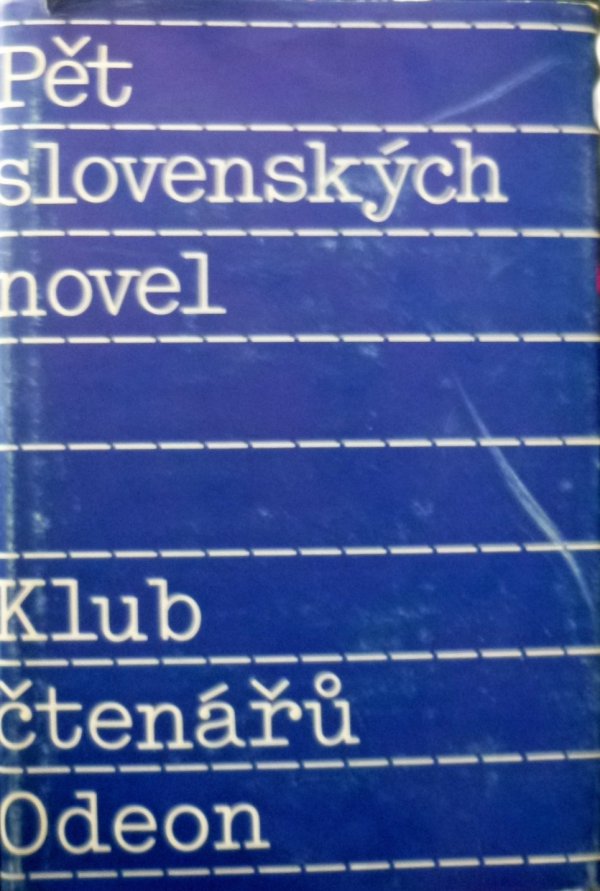 Pět
slovenských
novel
Klub
čtenářů
Odeon